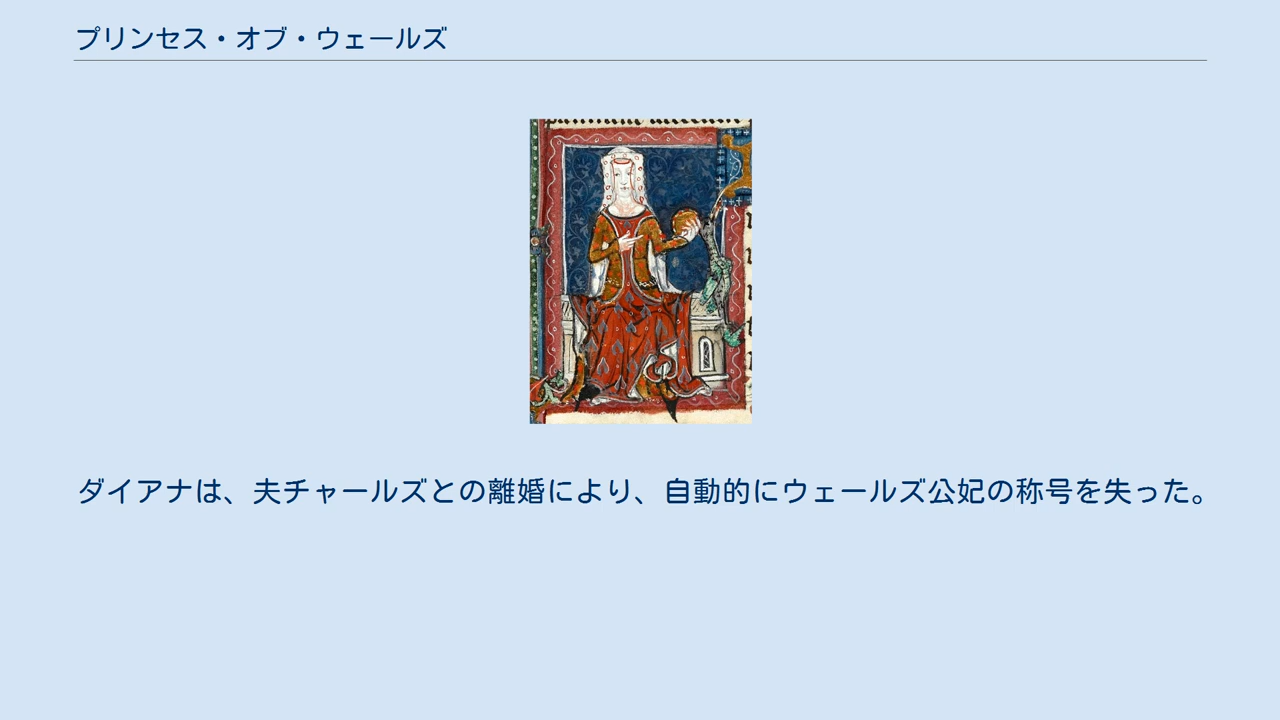 プリンセス・オブ・ウェールズ
ダイアナは、夫チャールズとの離婚により、自動的にウェールズ公妃の称号を失った。